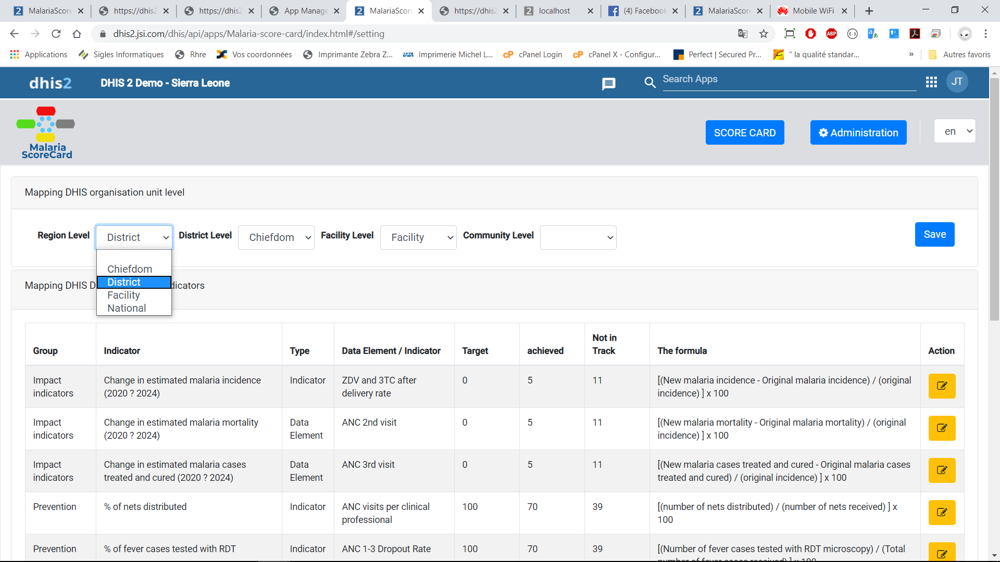 MalariaScore
https://dhis2
https://dhis2
App Manage
MalariaScore
https://dhis2
localhost
(4) Facebook
MalariaScore
Mobile WiFi
dhis2.jsi.com/dhis/api/apps/Malaria-score-card/index.html#/setting
ABP
Applications
Sigles Informatiques
Rhre
Vos coordonnées
Imprimante Zebra Z...
Imprimerie Michel L...
cPanel Login
cPanel X - Configur...
Perfect | Secured Pr...
" la qualité standar...
»
Autres favoris
dhis2
DHIS 2 Demo - Sierra Leone
Search Apps
JT
Malaria
ScoreCard
SCORE CARD
Administration
en
Mapping DHIS organisation unit level
Region Level
District
District Level
Chiefdom
Facility Level
Facility
Community Level
Save
Chiefdom
District
Facility
National
Mapping DHIS D
dicators
Group
Indicator
Type
Data Element / Indicator
Target
achieved
Not in
Track
The formula
Action
Impact
indicators
Change in estimated malaria incidence
(2020 ? 2024)
Indicator
ZDV and 3TC after
delivery rate
0
5
11
[(New malaria incidence - Original malaria incidence) / (original
incidence) ] x 100
Impact
indicators
Change in estimated malaria mortality
(2020 ? 2024)
Data
Element
ANC 2nd visit
0
5
11
[(New malaria mortality - Original malaria mortality) / (original
incidence) ] x 100
Impact
indicators
Change in estimated malaria cases
treated and cured (2020 ? 2024)
Data
Element
ANC 3rd visit
0
5
11
[(New malaria cases treated and cured - Original malaria cases
treated and cured) / (original incidence) ] x 100
Prevention
% of nets distributed
Indicator
ANC visits per clinical
professional
100
70
39
[(number of nets distributed) / (number of nets received) ] x
100
Prevention
% of fever cases tested with RDT
Indicator
ANC 1-3 Dropout Rate
100
70
39
[(Number of fever cases tested with RDT microscopy) / (Total
number of fever cases received) ] x 100